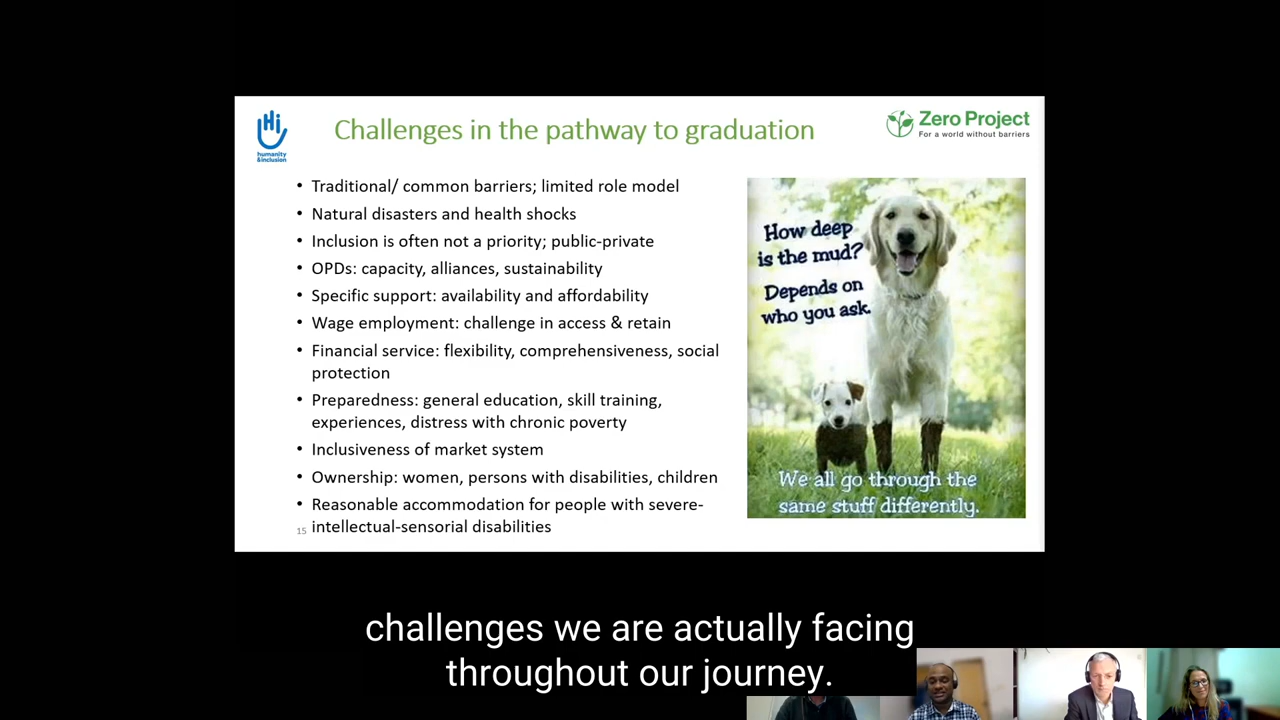 Hi
humanity
&inclusion
Challenges in the pathway to graduation
Zero Project
For a world without barriers
• Traditional/ common barriers; limited role model
• Natural disasters and health shocks
• Inclusion is often not a priority; public-private
• OPDs: capacity, alliances, sustainability
• Specific support: availability and affordability
• Wage employment: challenge in access & retain
• Financial service: flexibility, comprehensiveness, social
protection
• Preparedness: general education, skill training,
experiences, distress with chronic poverty
• Inclusiveness of market system
• Ownership: women, persons with disabilities, children
• Reasonable accommodation for people with severe-
intellectual-sensorial disabilities
15
How deep
is the mud?
Depends on
who you ask.
We all go through the
same stuff differently.
challenges we are actually facing
throughout our journey.